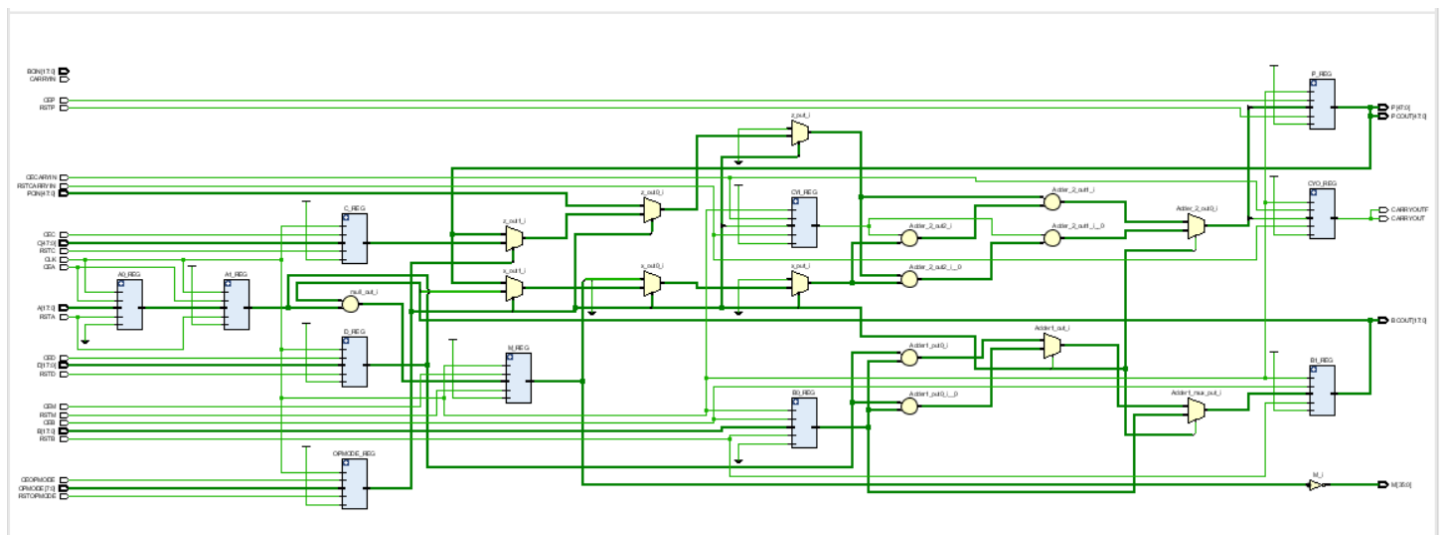 BCIN[17:0]
CARRYIN
CEP
RSTP
CECARRYIN
RSTCARRYIN
PCIN[47:0]
CEC
C[47:0]
RSTC
CLK
CEA
A[17:0]
RSTA
CED
D[17:0]
RSTD
CEM
RSTM
CEB
B[17:0]
RSTB
CEOPMODE
OPMODE[7:0]
RSTOPMODE
A0_REG
A1_REG
C_REG
mult_out_i
D_REG
OPMODE_REG
z_out1_i
x_out1_i
M_REG
z_out0_i
x_out0_i
z_out_i
CYI_REG
x_out_i
B0_REG
Adder_2_out2_i
Adder_2_out2_i__0
Adder1_out0_i
Adder1_out0_i__0
Adder_2_out1_i
Adder_2_out1_i__0
Adder1_out_i
Adder_2_out0_i
Adder1_mux_out_i
P_REG
CYO_REG
B1_REG
M_i
P[47:0]
PCOUT[47:0]
CARRYOUTF
CARRYOUT
BCOUT[17:0]
M[35:0]